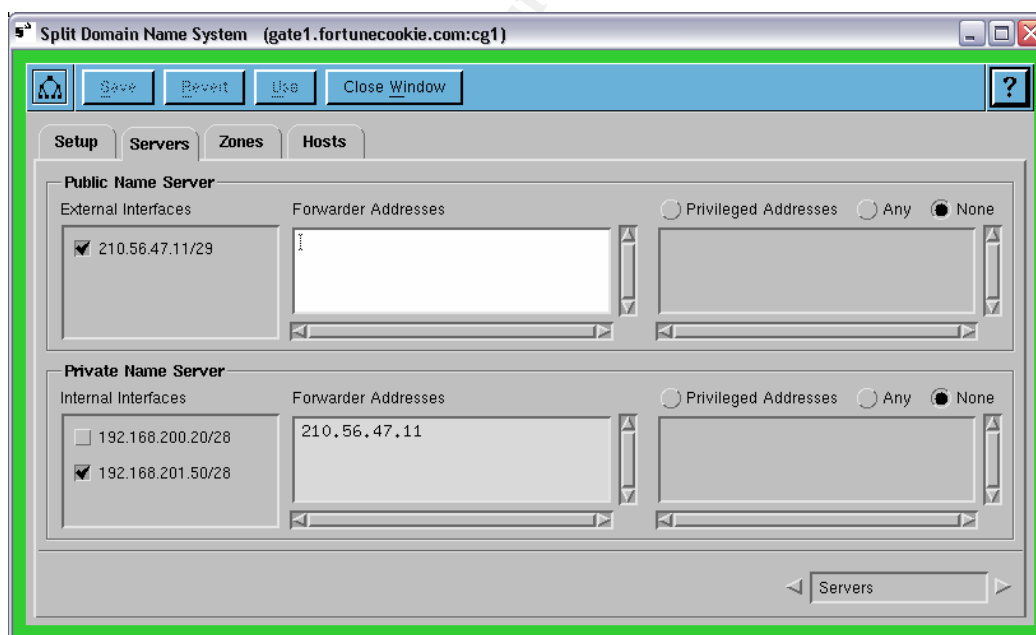 Split Domain Name System (gate1.fortunecookie.com:cg1)
Save Revert Use Close Window ?
Setup Servers Zones Hosts
Public Name Server
External Interfaces Forwarder Addresses Privileged Addresses Any None
210.56.47.11/29
Private Name Server
Internal Interfaces Forwarder Addresses Privileged Addresses Any None
192.168.200.20/28 210.56.47.11
192.168.201.50/28
Servers